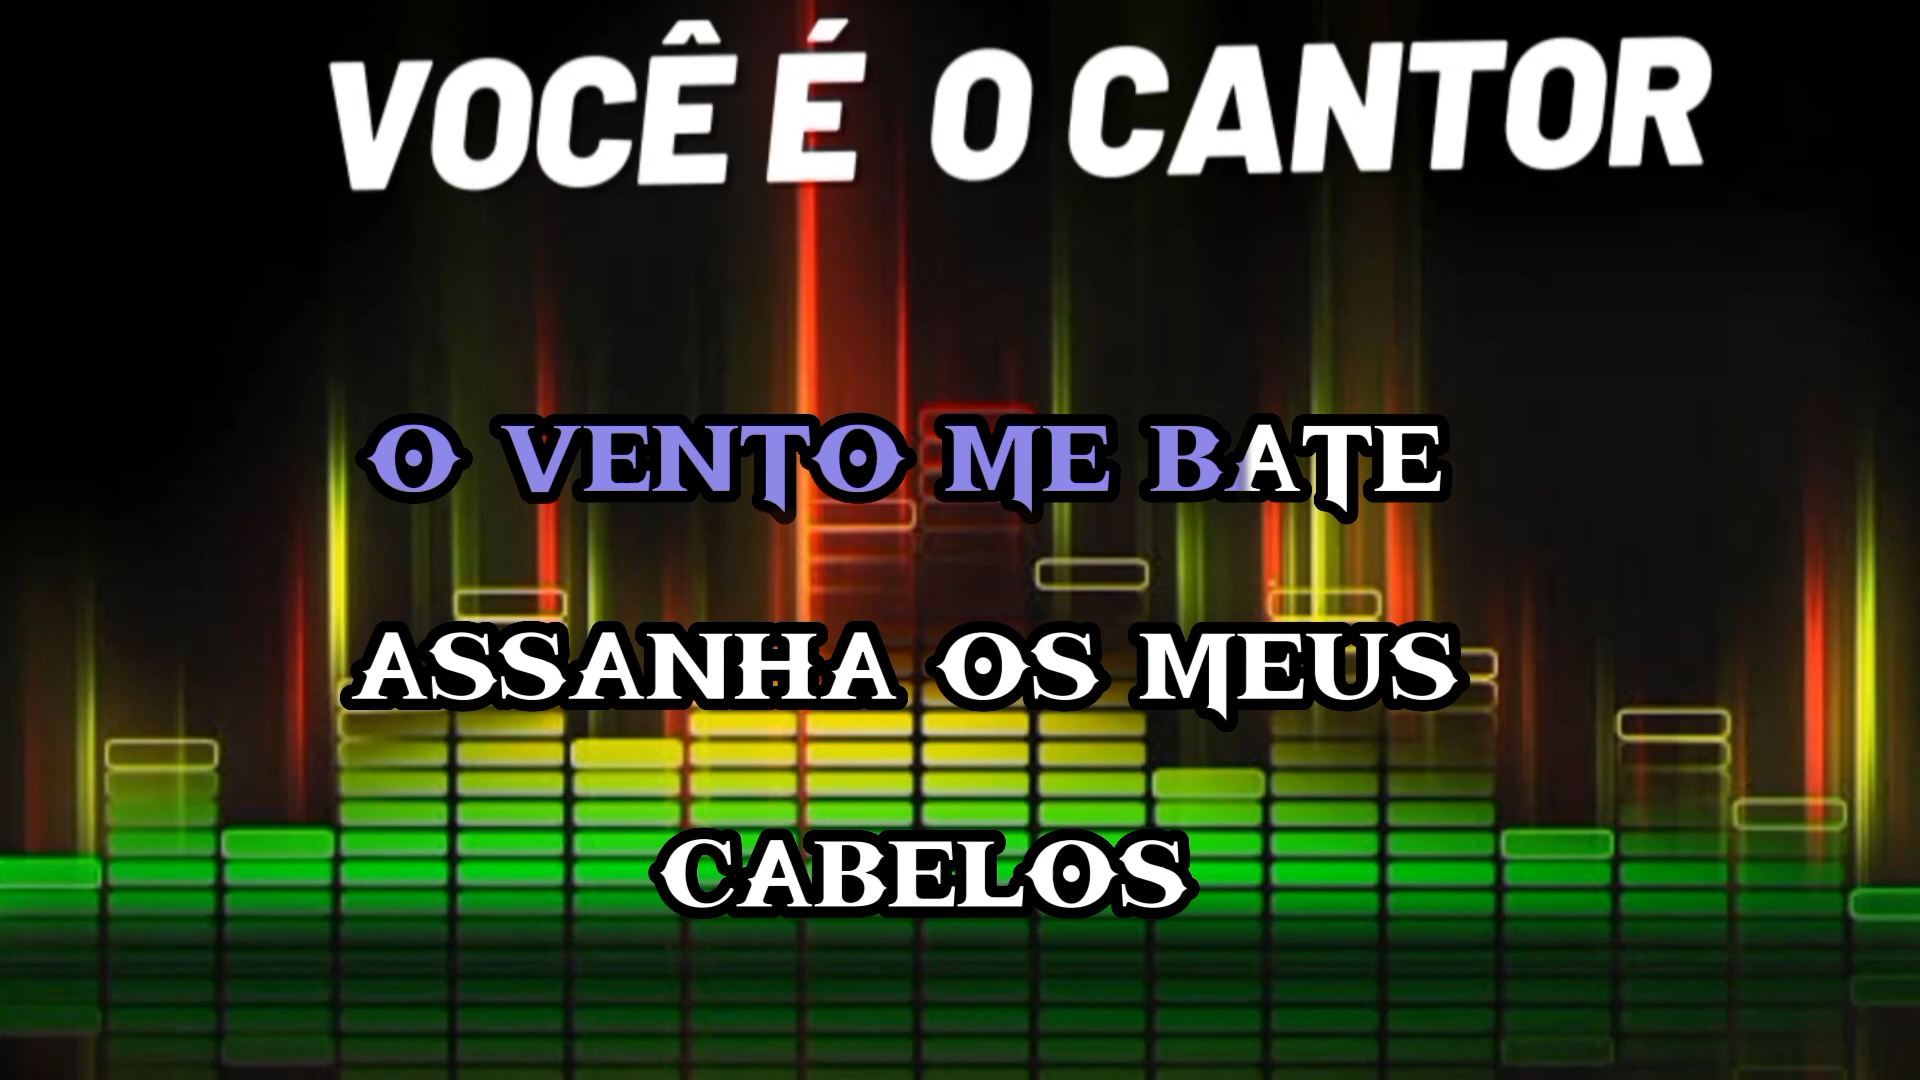 VOCÊ É O CANTOR
O VENTO ME BATE
ASSANHA OS MEUS
CABELOS